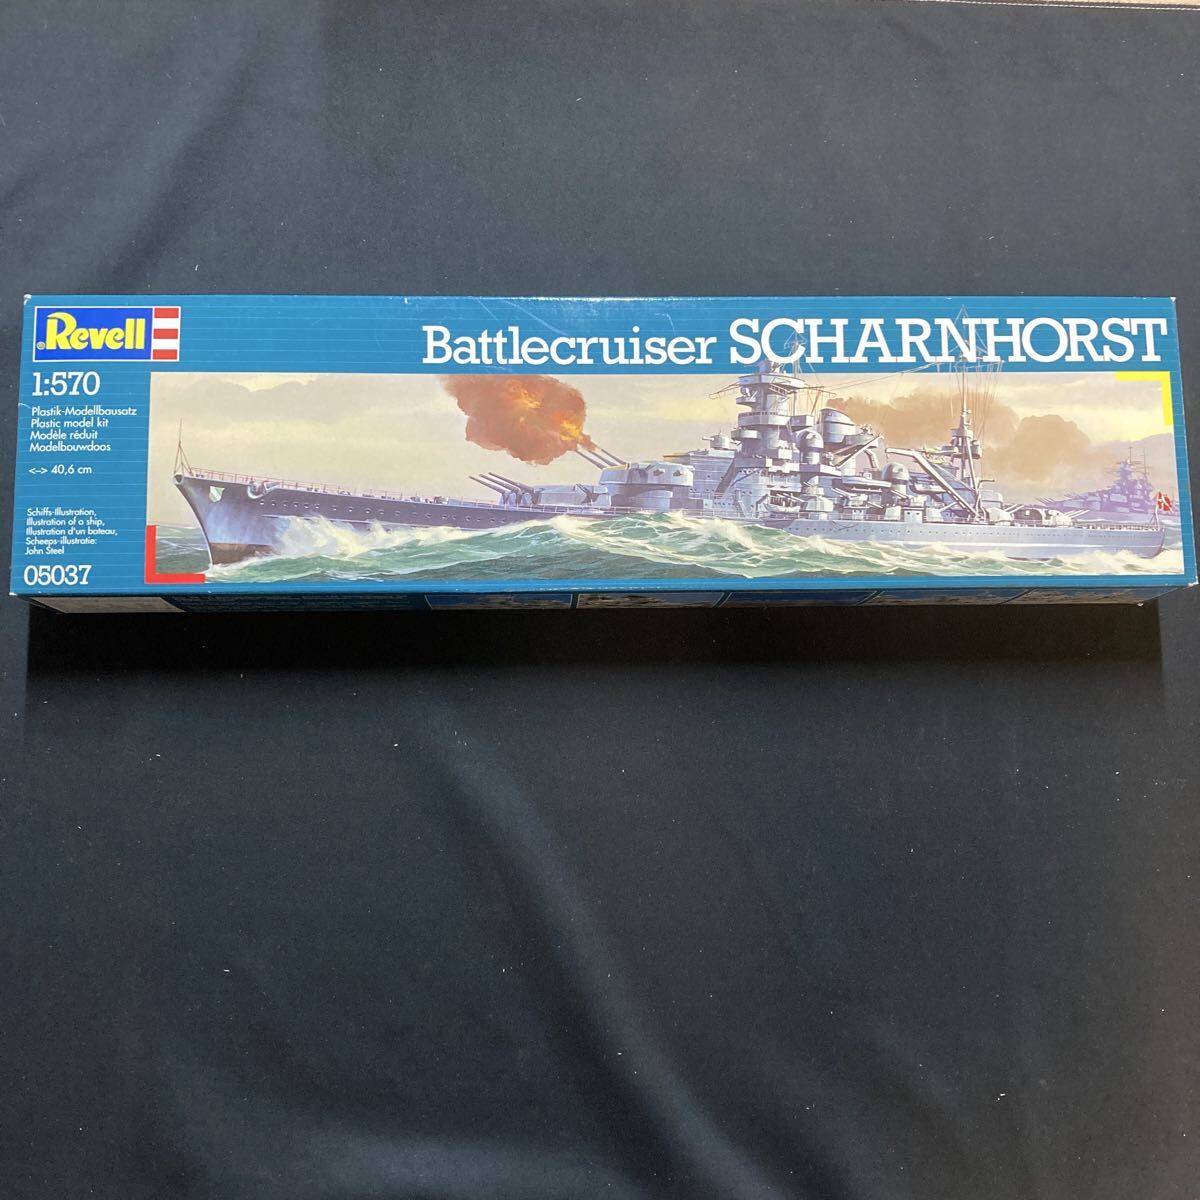 Revell
Battlecruiser SCHARNHORST
1:570
Plastik-Modellbausatz
Plastic model kit
Modèle réduit
Modelbouwdoos
<-> 40,6 cm
Schiffs-Illustration,
Illustration of a ship,
Illustration d'un bateau,
Scheeps-illustratie:
John Steel
05037